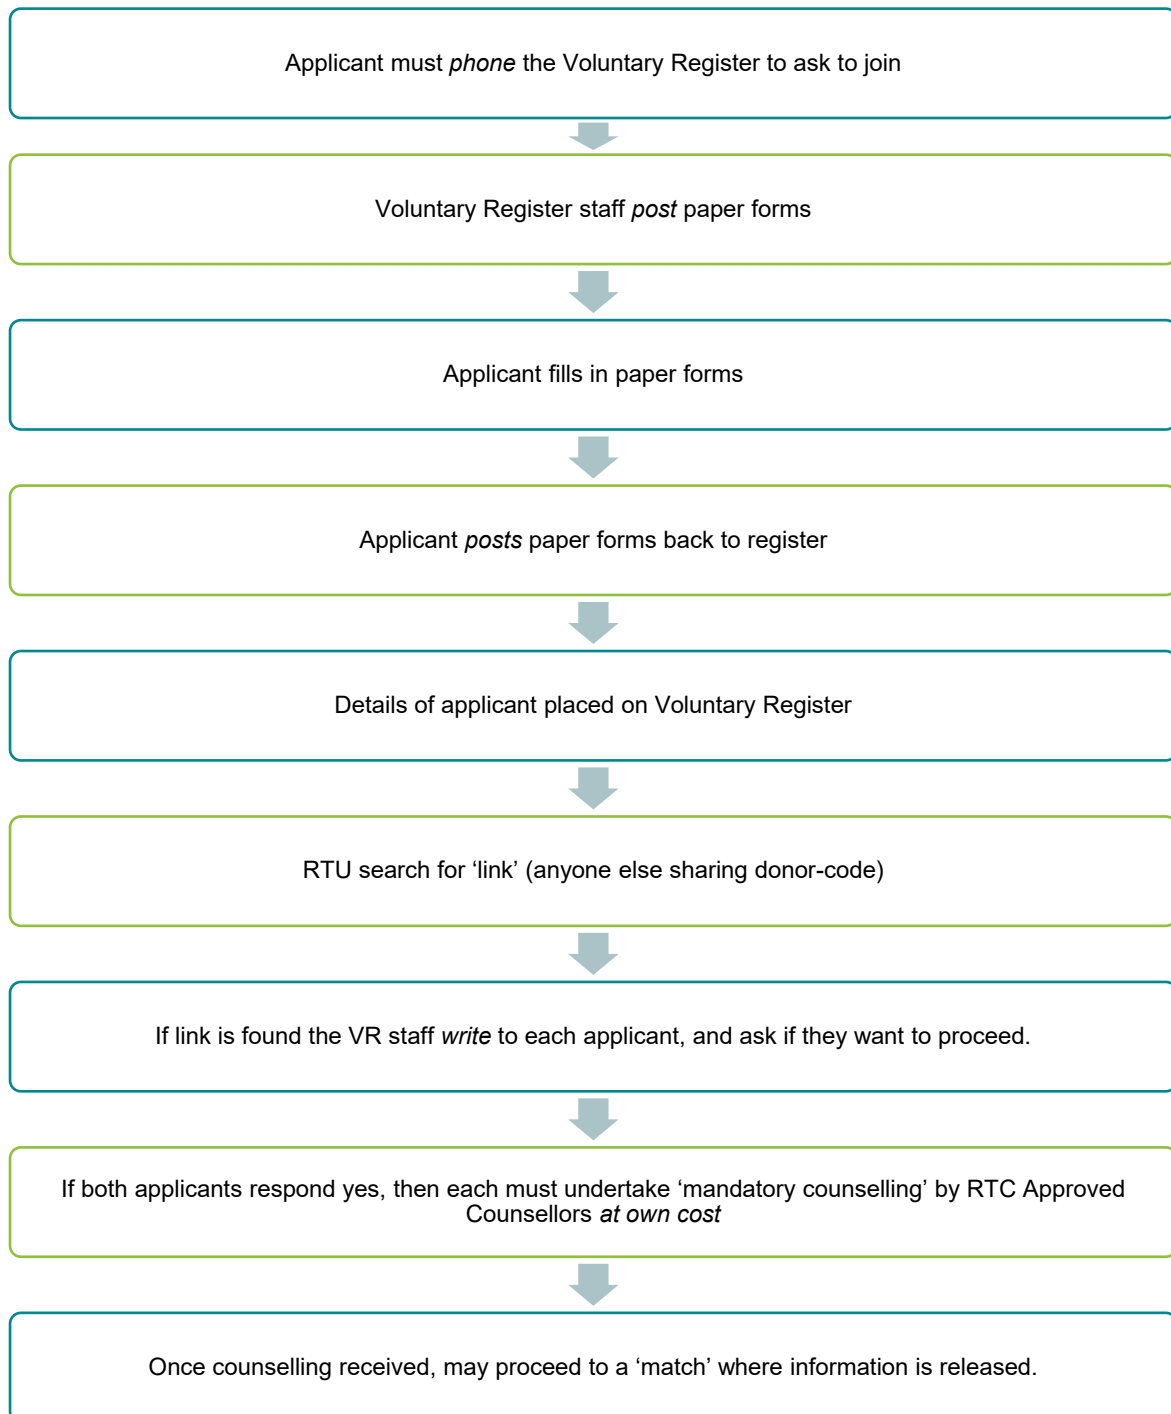 Applicant must phone the Voluntary Register to ask to join
Voluntary Register staff post paper forms
Applicant fills in paper forms
Applicant posts paper forms back to register
Details of applicant placed on Voluntary Register
RTU search for ‘link’ (anyone else sharing donor-code)
If link is found the VR staff write to each applicant, and ask if they want to proceed.
If both applicants respond yes, then each must undertake ‘mandatory counselling’ by RTC Approved
Counsellors at own cost
Once counselling received, may proceed to a ‘match’ where information is released.